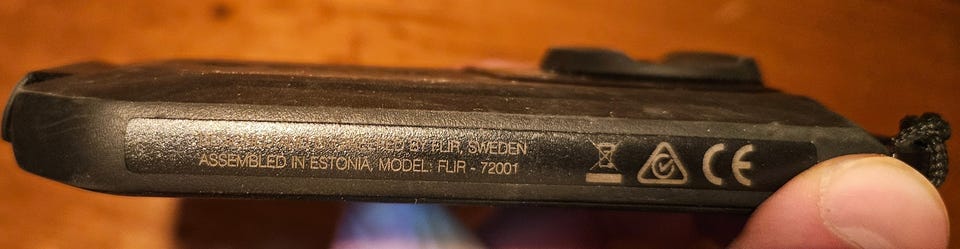 BY FLIR, SWEDEN
ASSEMBLED IN ESTONIA, MODEL: FLIR - 72001
CE